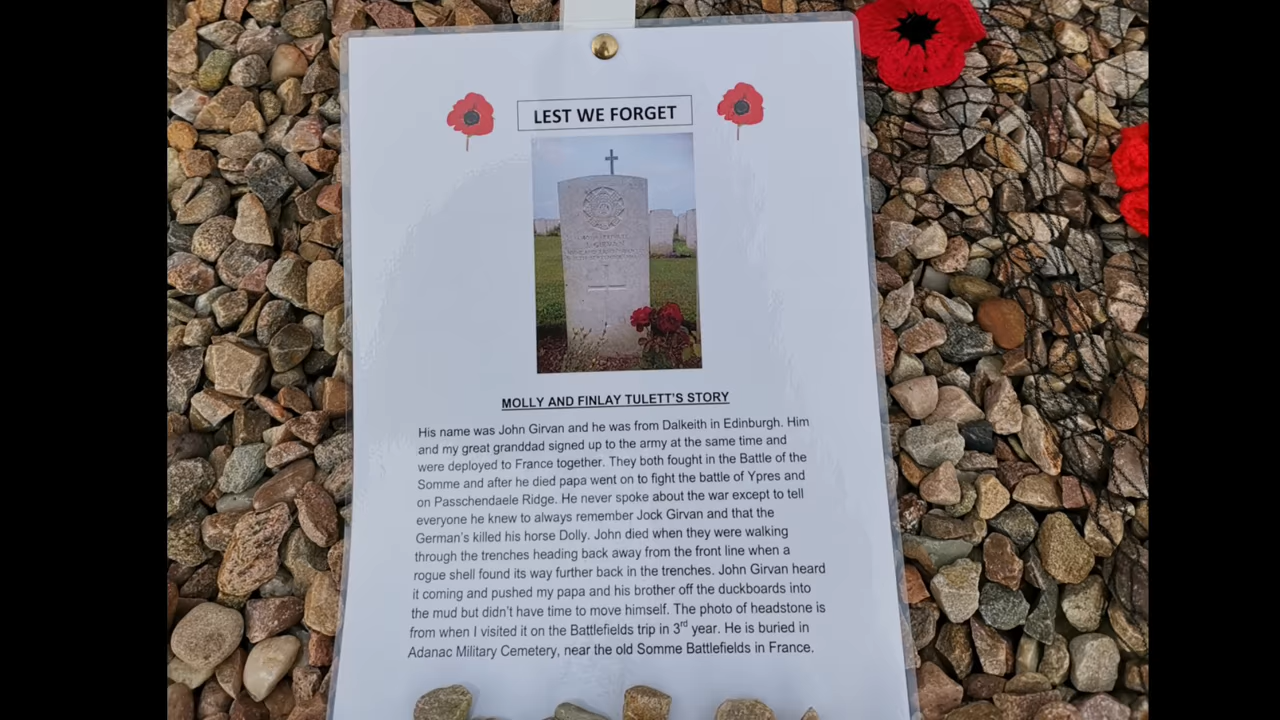 LEST WE FORGET
J. GIRVAN
MOLLY AND FINLAY TULETT'S STORY
His name was John Girvan and he was from Dalkeith in Edinburgh. Him
and my great granddad signed up to the army at the same time and
were deployed to France together. They both fought in the Battle of the
Somme and after he died papa went on to fight the battle of Ypres and
on Passchendaele Ridge. He never spoke about the war except to tell
everyone he knew to always remember Jock Girvan and that the
German's killed his horse Dolly. John died when they were walking
through the trenches heading back away from the front line when a
rogue shell found its way further back in the trenches. John Girvan heard
it coming and pushed my papa and his brother off the duckboards into
the mud but didn't have time to move himself. The photo of headstone is
from when I visited it on the Battlefields trip in 3rd year. He is buried in
Adanac Military Cemetery, near the old Somme Battlefields in France.